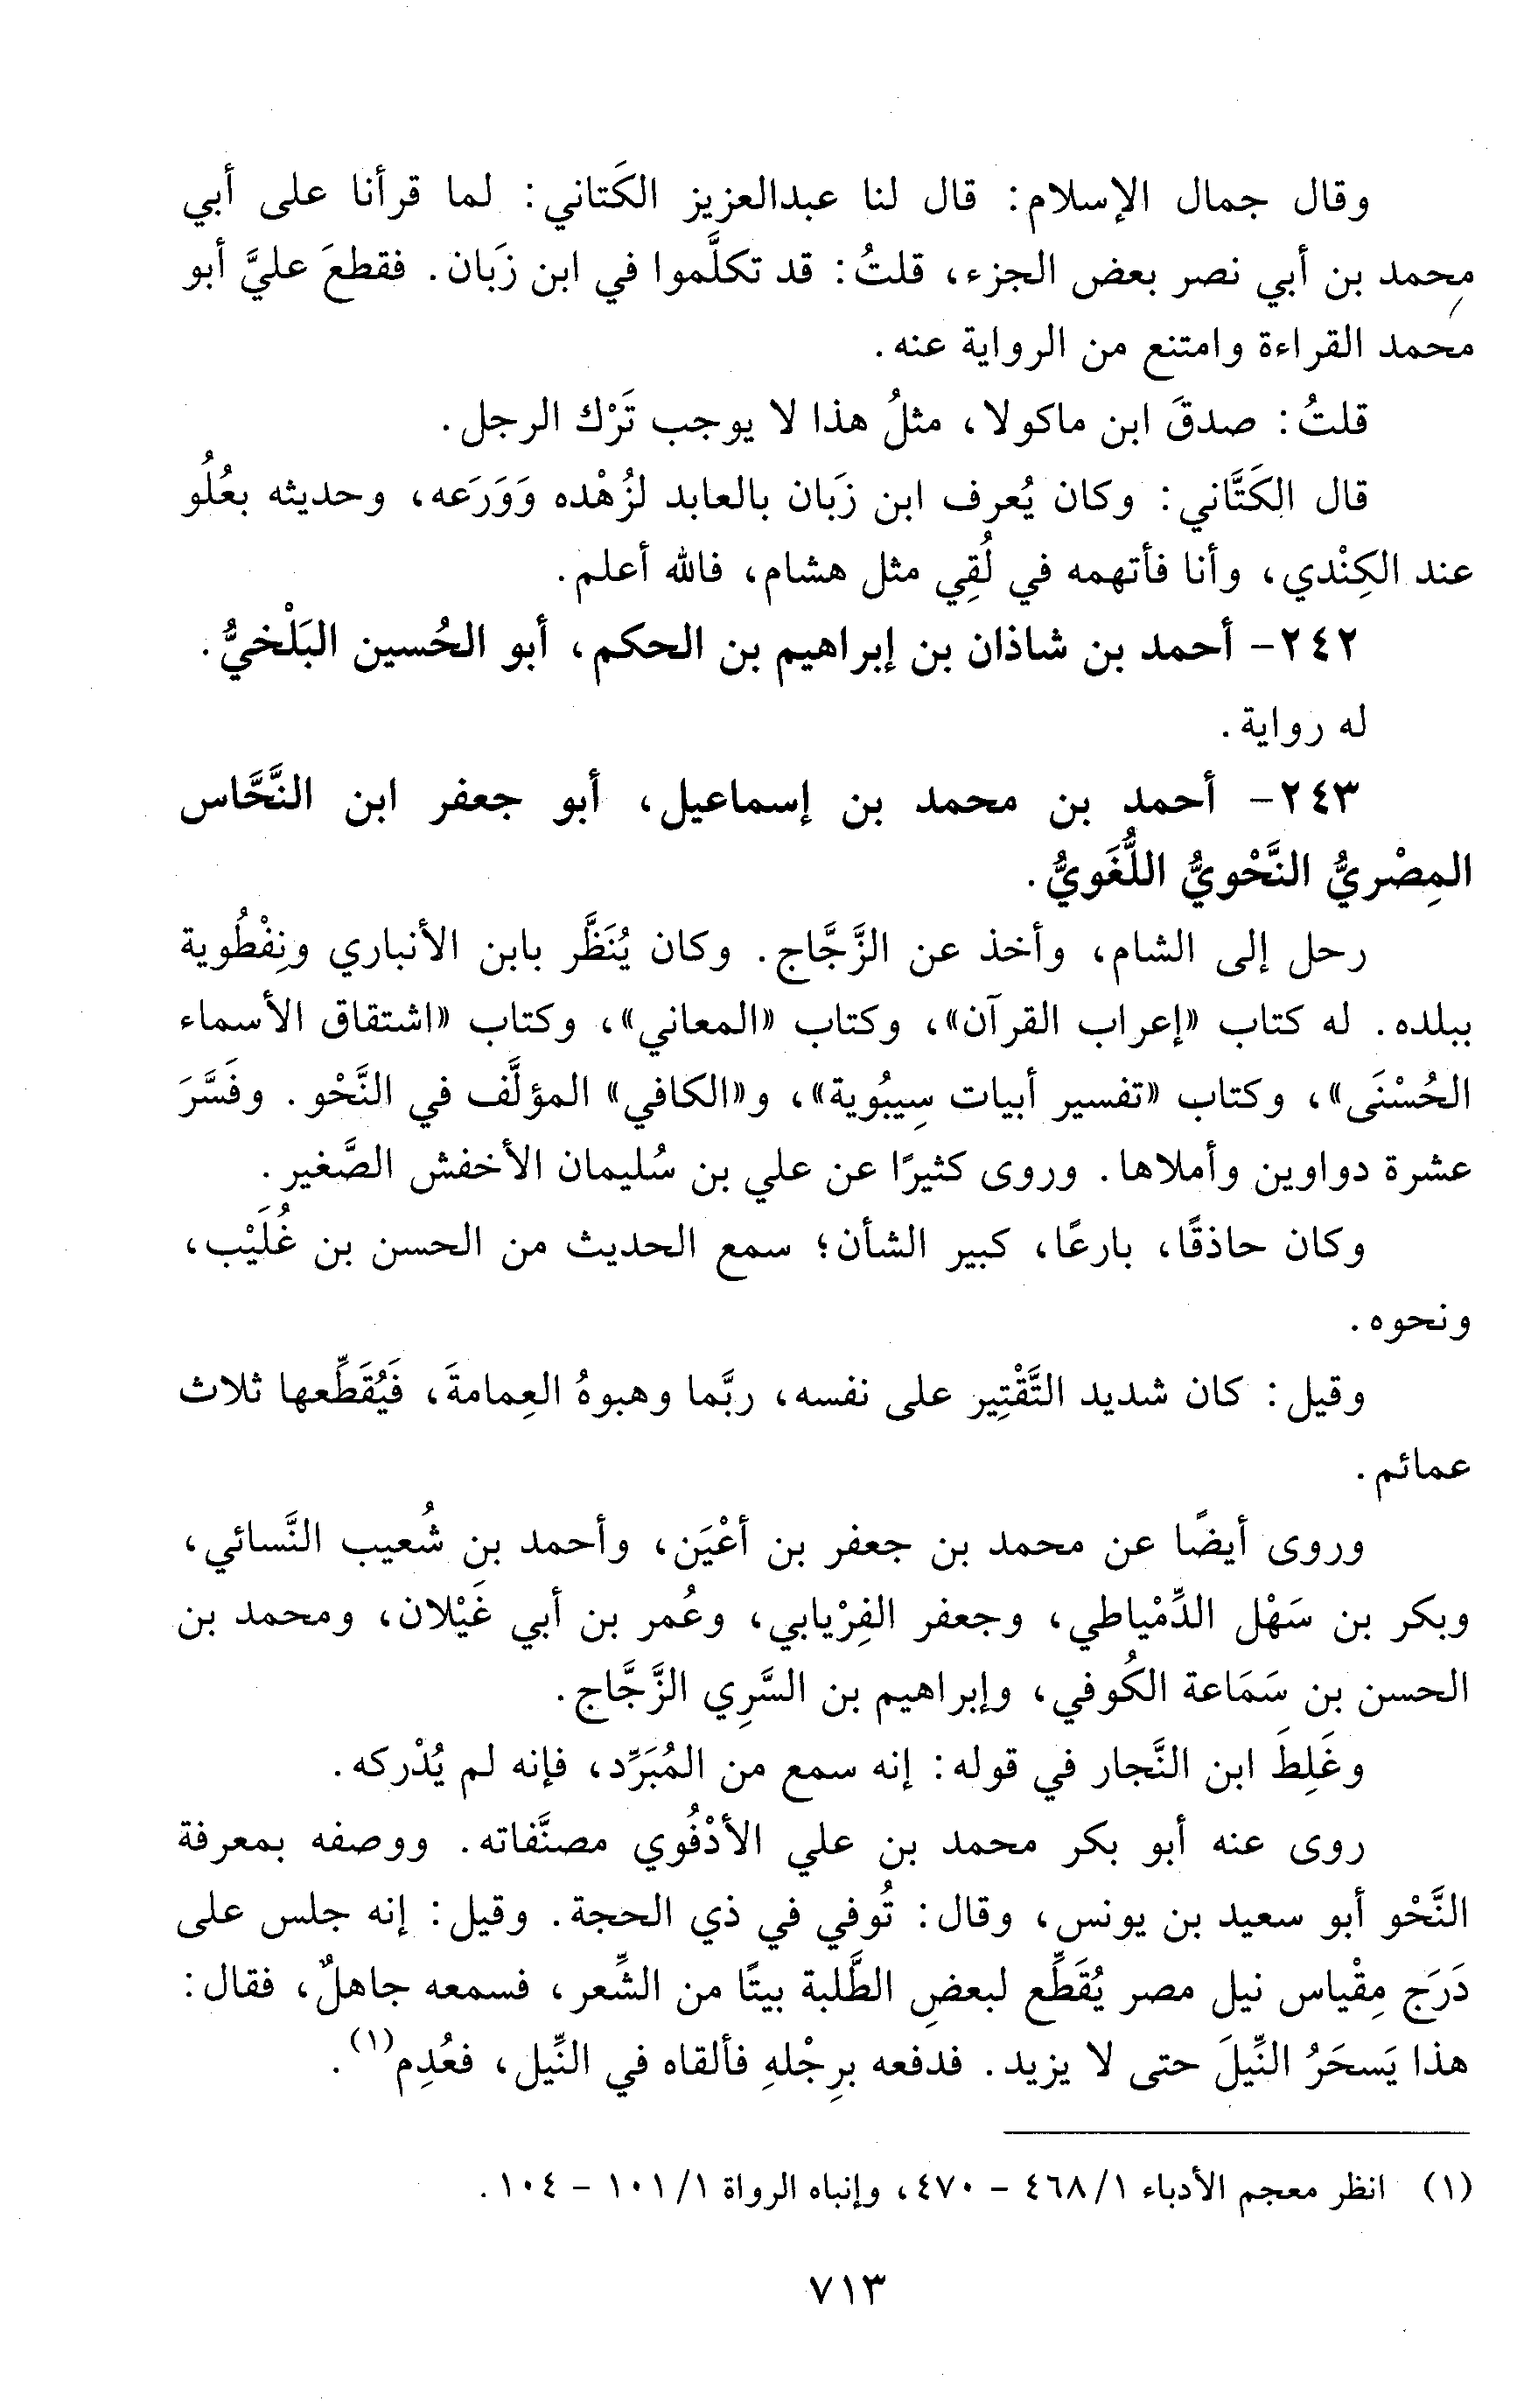 وقال جمال الإسلام: قال لنا عبدالعزيز الكَتاني: لما قرأنا على أبي
محمد بن أبي نصر بعض الجزء، قلتُ: قد تكلَّموا في ابن زَبان. فقطعَ عليَّ أبو
محمد القراءة وامتنع من الرواية عنه.
قلتُ: صدقَ ابن ماكولا، مثلُ هذا لا يوجب تَرْك الرجل.
قال الكَتَّاني: وكان يُعرف ابن زَبان بالعابد لزُهْده وَوَرَعه، وحديثه بعُلُو
عند الكِنْدي، وأنا فأتهمه في لُقِي مثل هشام، فالله أعلم.
٢٤٢- أحمد بن شاذان بن إبراهيم بن الحكم، أبو الحُسين البَلْخيُّ.
له رواية.
٢٤٣- أحمد بن محمد بن إسماعيل، أبو جعفر ابن النَّحَّاس
المِصْريُّ النَّحْويُّ اللُّغَويُّ.
رحل إلى الشام، وأخذ عن الزَّجَّاج. وكان يُنَظَّر بابن الأنباري ونِفْطُوية
ببلده. له كتاب «إعراب القرآن»، وكتاب «المعاني»، وكتاب «اشتقاق الأسماء
الحُسْنَى»، وكتاب «تفسير أبيات سِيبُوية»، و«الكافي» المؤلَّف في النَّحْو. وفَسَّرَ
عشرة دواوين وأملاها. وروى كثيرًا عن علي بن سُليمان الأخفش الصَّغير.
وكان حاذقًا، بارعًا، كبير الشأن؛ سمع الحديث من الحسن بن غُلَيْب،
ونحوه.
وقيل: كان شديد التَّقْتِير على نفسه، ربَّما وهبوهُ العِمامةَ، فَيُقَطِّعها ثلاث
عمائم.
وروى أيضًا عن محمد بن جعفر بن أعْيَن، وأحمد بن شُعيب النَّسائي،
وبكر بن سَهْل الدِّمْياطي، وجعفر الفِرْيابي، وعُمر بن أبي غَيْلان، ومحمد بن
الحسن بن سَمَاعة الكُوفي، وإبراهيم بن السَّرِي الزَّجَّاج.
وغَلِطَ ابن النَّجار في قوله: إنه سمع من المُبَرِّد، فإنه لم يُدْركه.
روى عنه أبو بكر محمد بن علي الأدْفُوي مصنَّفاته. ووصفه بمعرفة
النَّحْو أبو سعيد بن يونس، وقال: تُوفي في ذي الحجة. وقيل: إنه جلس على
دَرَج مِقْياس نيل مصر يُقَطِّع لبعضِ الطَّلبة بيتًا من الشِّعر، فسمعه جاهلٌ، فقال:
هذا يَسحَرُ النِّيلَ حتى لا يزيد. فدفعه برِجْلهِ فألقاه في النِّيل، فعُدِم(١).
(١) انظر معجم الأدباء ١/ ٤٦٨ - ٤٧٠، وإنباه الرواة ١/ ١٠١ - ١٠٤.
٧١٣